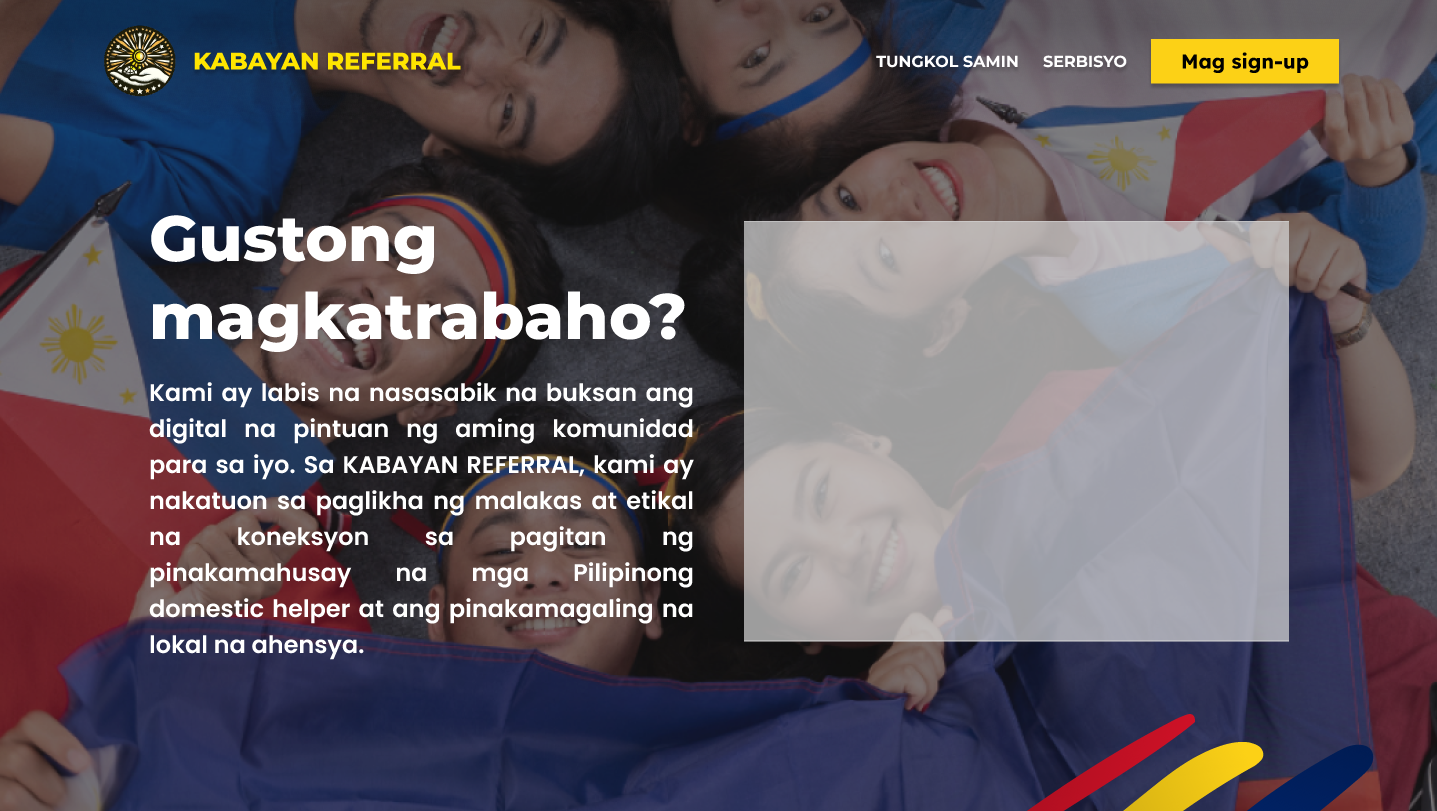 KABAYAN REFERRAL
TUNGKOL SAMIN
SERBISYO
Mag sign-up
Gustong
magkatrabaho?
Kami ay labis na nasasabik na buksan ang
digital na pintuan ng aming komunidad
para sa iyo. Sa KABAYAN REFERRAL, kami ay
nakatuon sa paglikha ng malakas at etikal
na koneksyon sa pagitan ng
pinakamahusay na mga Pilipinong
domestic helper at ang pinakamagaling na
lokal na ahensya.